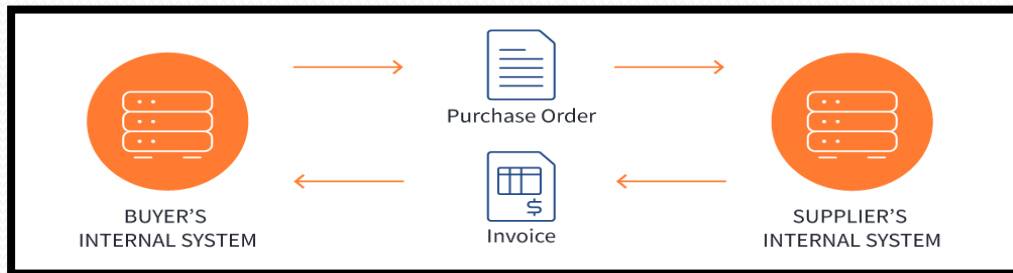 Purchase Order
$
Invoice
BUYER’S
INTERNAL SYSTEM
SUPPLIER’S
INTERNAL SYSTEM